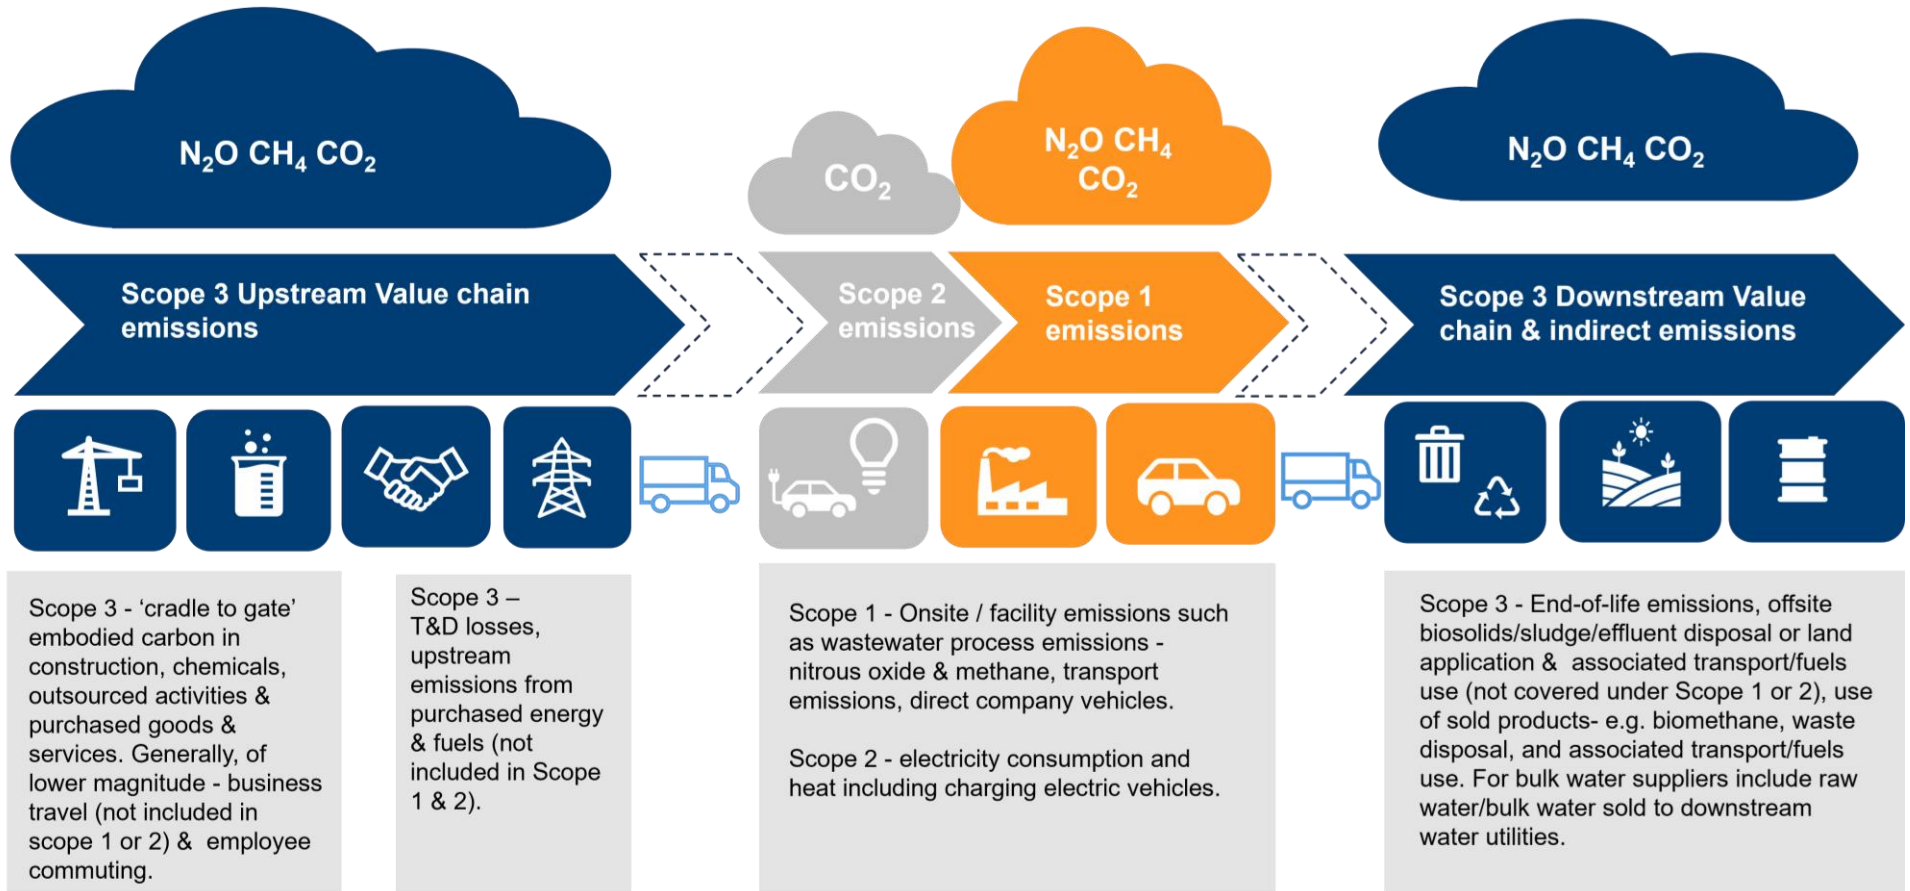 N₂O CH₄ CO₂
CO₂
N₂O CH₄
CO₂
N₂O CH₄ CO₂
Scope 3 Upstream Value chain
emissions
Scope 2
emissions
Scope 1
emissions
Scope 3 Downstream Value
chain & indirect emissions
Scope 3 - ‘cradle to gate’
embodied carbon in
construction, chemicals,
outsourced activities &
purchased goods &
services. Generally, of
lower magnitude - business
travel (not included in
scope 1 or 2) & employee
commuting.
Scope 3 –
T&D losses,
upstream
emissions from
purchased energy
& fuels (not
included in Scope
1 & 2).
Scope 1 - Onsite / facility emissions such
as wastewater process emissions -
nitrous oxide & methane, transport
emissions, direct company vehicles.
Scope 2 - electricity consumption and
heat including charging electric vehicles.
Scope 3 - End-of-life emissions, offsite
biosolids/sludge/effluent disposal or land
application & associated transport/fuels
use (not covered under Scope 1 or 2), use
of sold products- e.g. biomethane, waste
disposal, and associated transport/fuels
use. For bulk water suppliers include raw
water/bulk water sold to downstream
water utilities.